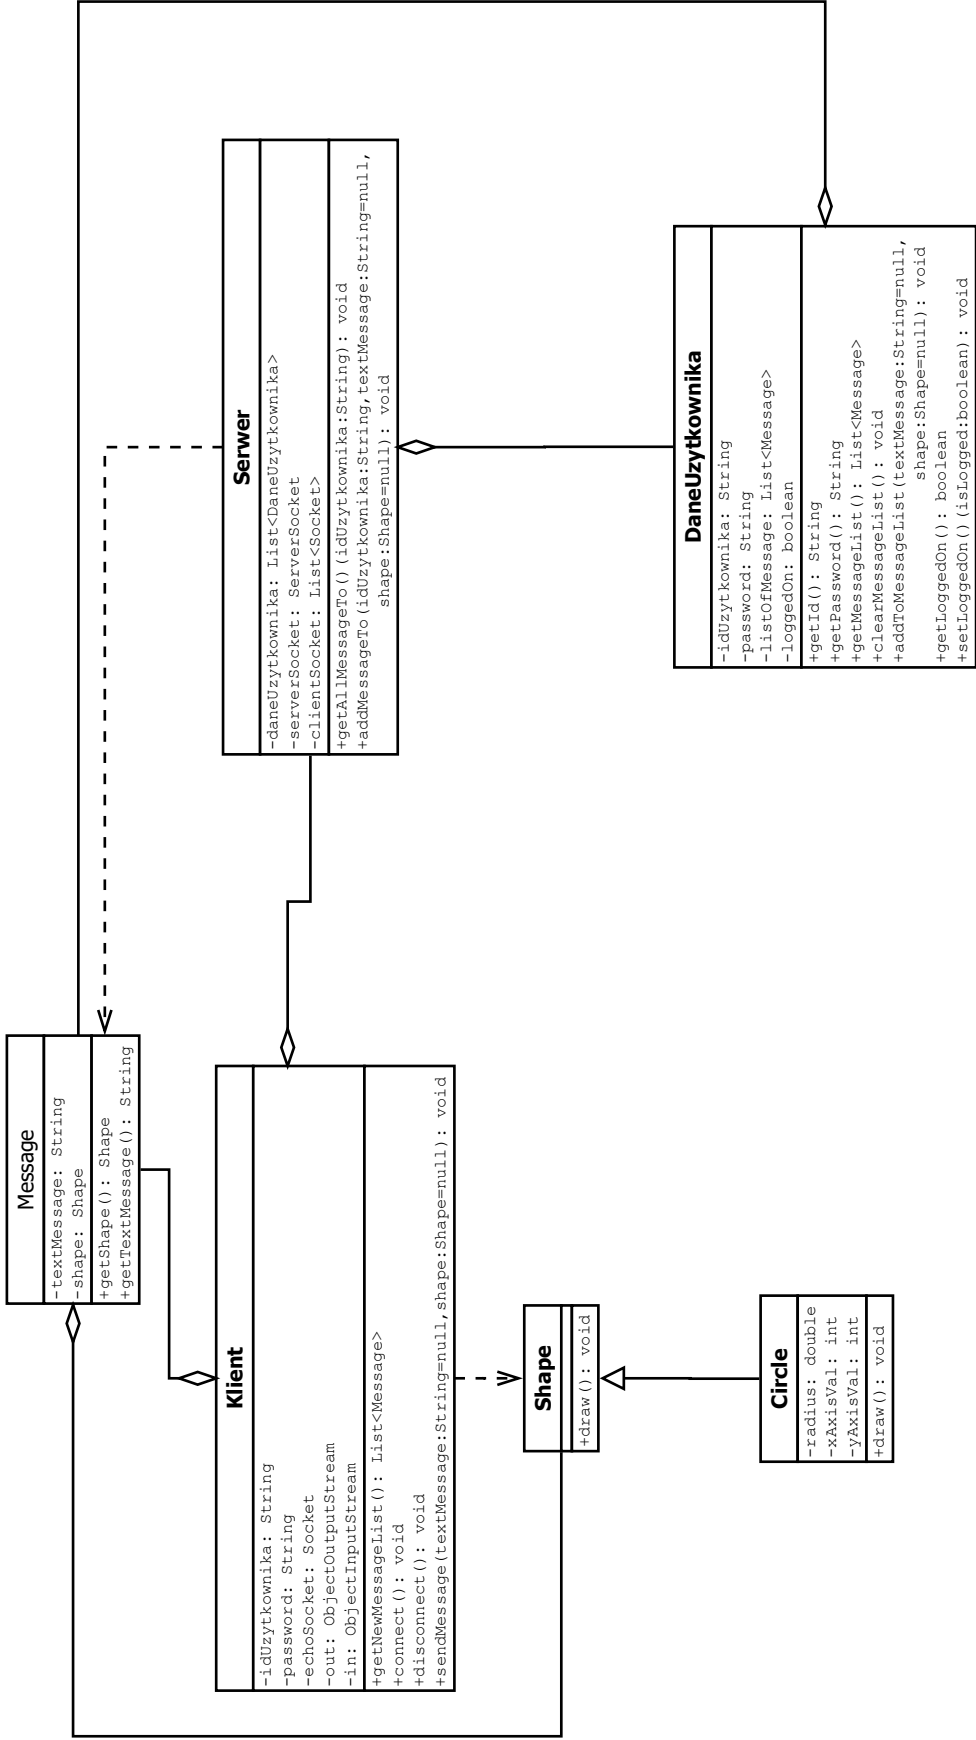 Message
-textMessage: String
-shape: Shape
+getShape(): Shape
+getTextMessage(): String
Serwer
-daneUzytkownika: List<DaneUzytkownika>
-serverSocket: ServerSocket
-clientSocket: List<Socket>
+getAllMessageTo()(idUzytkownika:String): void
+addMessageTo(idUzytkownika:String,textMessage:String=null,
shape:Shape=null): void
Klient
-idUzytkownika: String
-password: String
-echoSocket: Socket
-out: ObjectOutputStream
-in: ObjectInputStream
+getNewMessageList(): List<Message>
+connect(): void
+disconnect(): void
+sendMessage(textMessage:String=null,shape:Shape=null): void
DaneUzytkownika
-idUzytkownika: String
-password: String
-listOfMessage: List<Message>
-loggedOn: boolean
+getId(): String
+getPassword(): String
+getMessageList(): List<Message>
+clearMessageList(): void
+addToMessageList(textMessage:String=null,
shape:Shape=null): void
+getLoggedOn(): boolean
+setLoggedOn()(isLogged:boolean): void
Shape
+draw(): void
Circle
-radius: double
-xAxisVal: int
-yAxisVal: int
+draw(): void